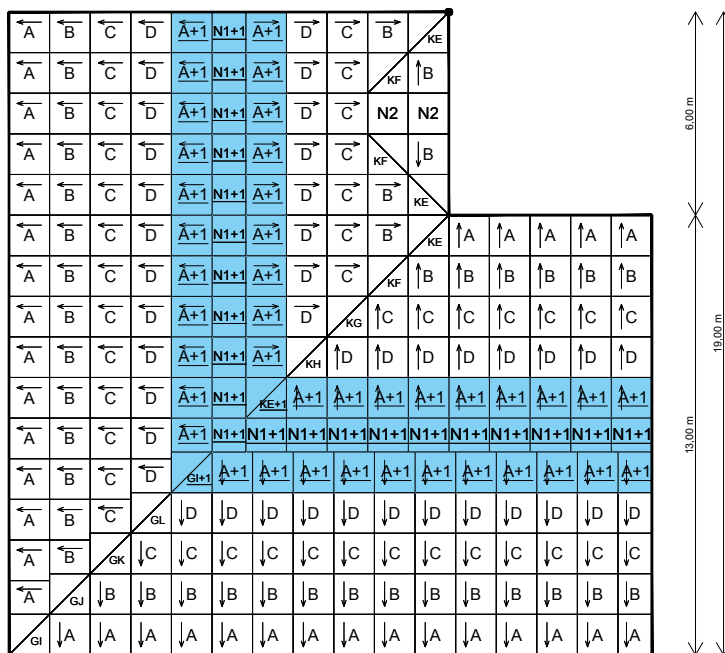 A B C D A+1 N1+1 A+1 D C B KE
A B C D A+1 N1+1 A+1 D C KF B
A B C D A+1 N1+1 A+1 D C N2 N2
A B C D A+1 N1+1 A+1 D C KF B
A B C D A+1 N1+1 A+1 D C B KE
A B C D A+1 N1+1 A+1 D C B KE A A A A A
A B C D A+1 N1+1 A+1 D C KF B B B B B
A B C D A+1 N1+1 A+1 D KG C C C C C C C
A B C D A+1 N1+1 A+1 KH D D D D D D D D
A B C D A+1 N1+1 KE+1 A+1 A+1 A+1 A+1 A+1 A+1 A+1 A+1 A+1
A B C D A+1 N1+1 N1+1 N1+1 N1+1 N1+1 N1+1 N1+1 N1+1 N1+1 N1+1 N1+1
A B C D GI+1 A+1 A+1 A+1 A+1 A+1 A+1 A+1 A+1 A+1 A+1 A+1
A B C GL D D D D D D D D D D D D
A B GK C C C C C C C C C C C C C
A GJ B B B B B B B B B B B B B B
GI A A A A A A A A A A A A A A A
6,00 m
13,00 m
19,00 m